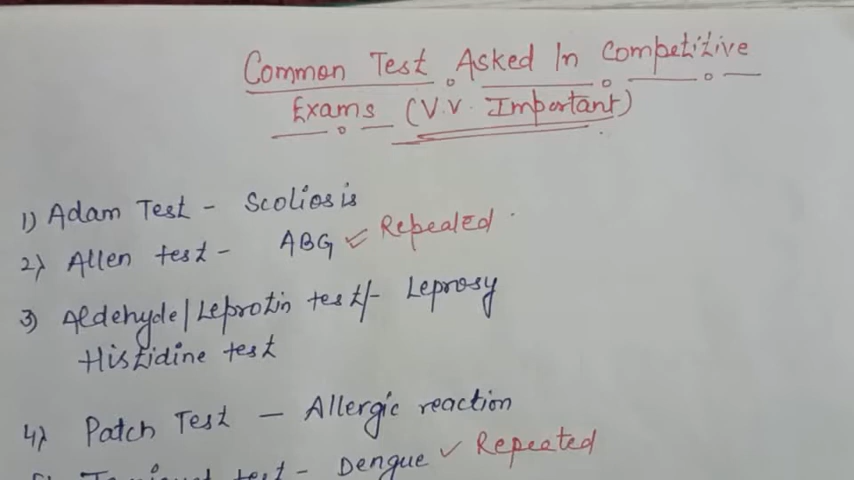 Common Test Asked In Competitive
Exams (V.V. Important)
1) Adam Test - Scoliosis
2) Allen test - ABG ✓ Repeated
3) Aldehyde/Leprotin test/- Leprosy
Histidine test
4) Patch Test - Allergic reaction
test - Dengue ✓ Repeated